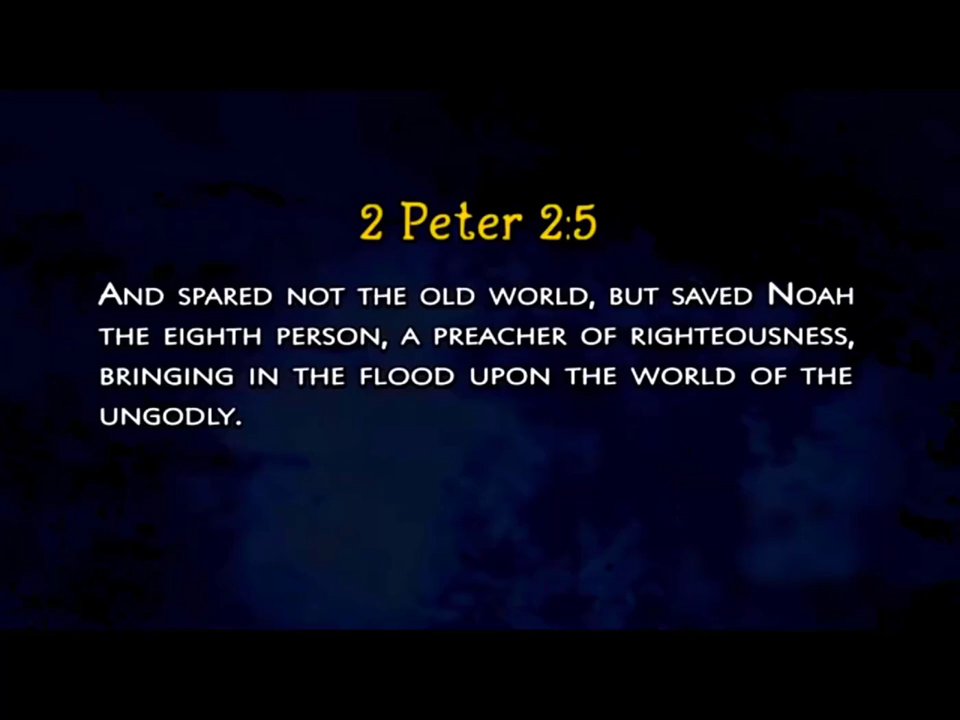 2 Peter 2:5
And spared not the old world, but saved Noah
the eighth person, a preacher of righteousness,
bringing in the flood upon the world of the
ungodly.